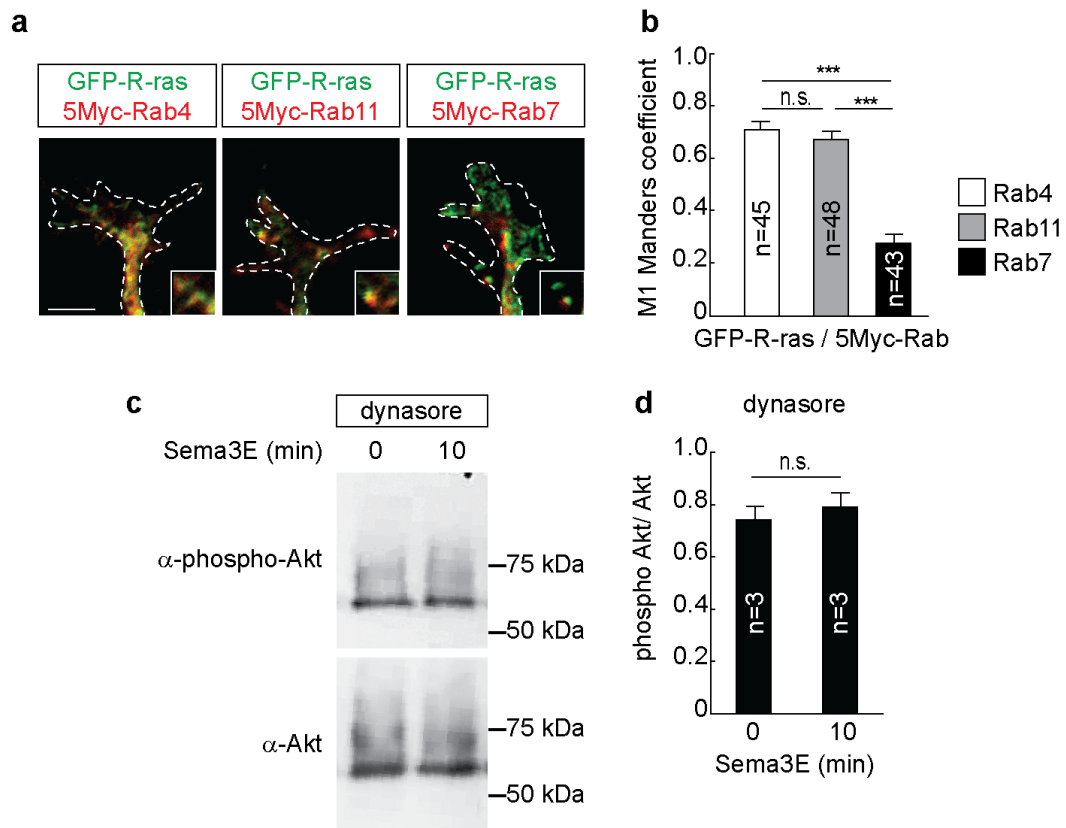 a
GFP-R-ras
5Myc-Rab4
GFP-R-ras
5Myc-Rab11
GFP-R-ras
5Myc-Rab7
b
M1 Manders coefficient
1.0
0.8
0.6
0.4
0.2
0
***
n.s.
***
n=45
n=48
n=43
GFP-R-ras / 5Myc-Rab
Rab4
Rab11
Rab7
c
dynasore
Sema3E (min) 0 10
α-phospho-Akt
75 kDa
50 kDa
α-Akt
75 kDa
50 kDa
d
dynasore
phospho Akt/ Akt
1.0
0.8
0.6
0.4
0.2
0
n.s.
n=3
n=3
0 10
Sema3E (min)